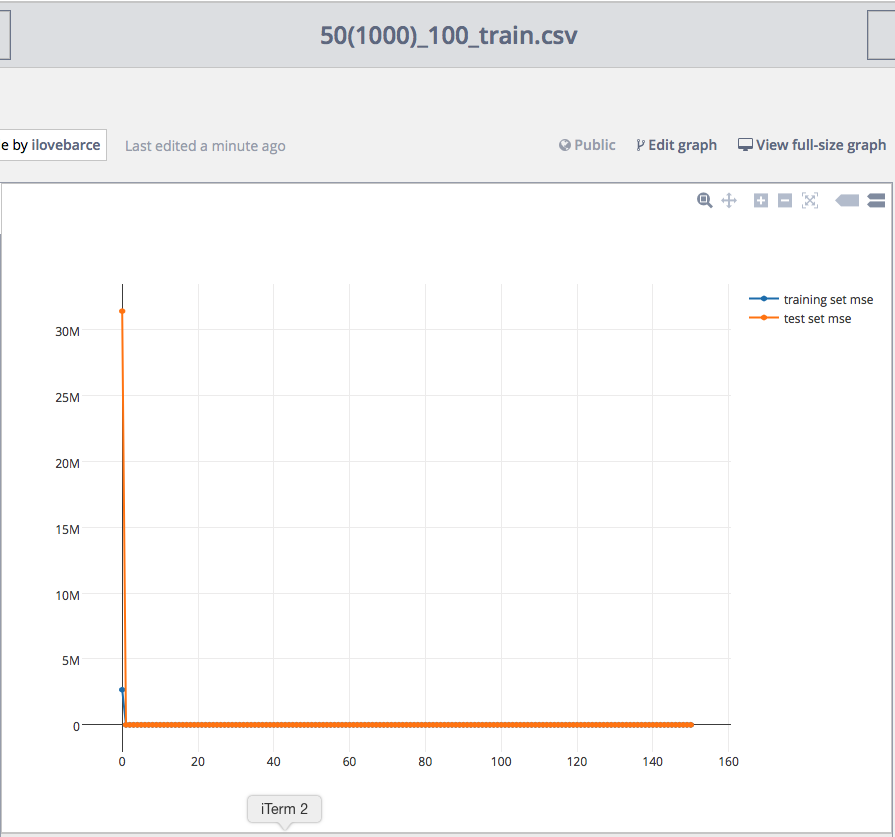 50(1000)_100_train.csv
e by ilovebarce
Last edited a minute ago
Public
Edit graph
View full-size graph
training set mse
test set mse
30M
25M
20M
15M
10M
5M
0
0 20 40 60 80 100 120 140 160
iTerm 2